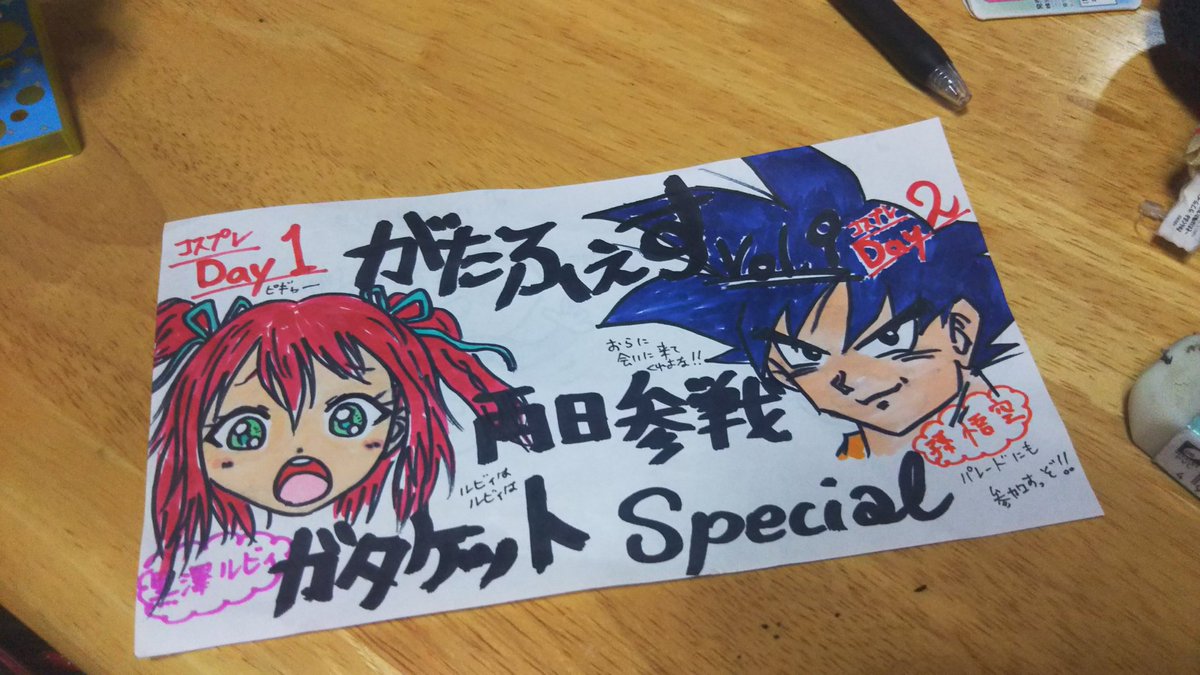 コスプレ
Day 1
がたふぇす Vol.9
コスプレ
Day 2
ピギャー
おらに
会いに来て
くれよな!!
両日参戦
ルビィは
ルビィは
孫悟空
パレードにも
参加すっぞ!!
黒澤ルビィ
ガタケット Special